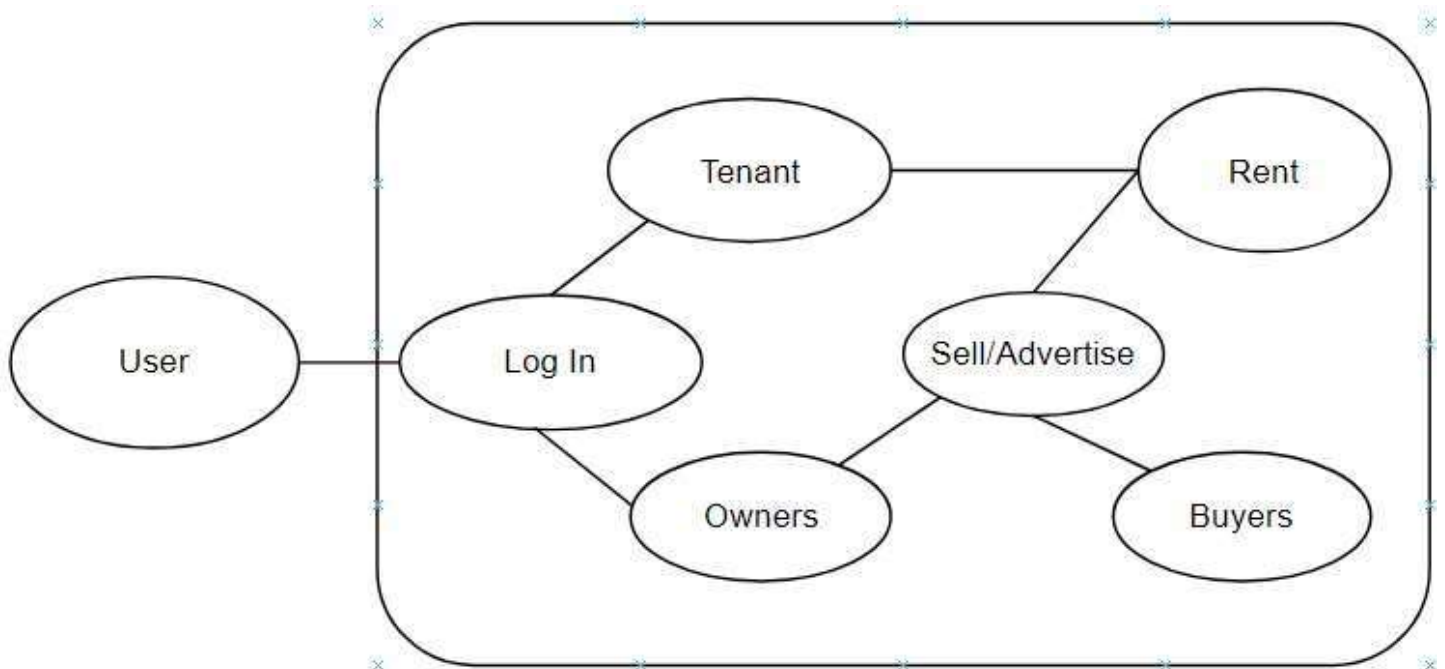 Tenant
Rent
User
Log In
Sell/Advertise
Owners
Buyers